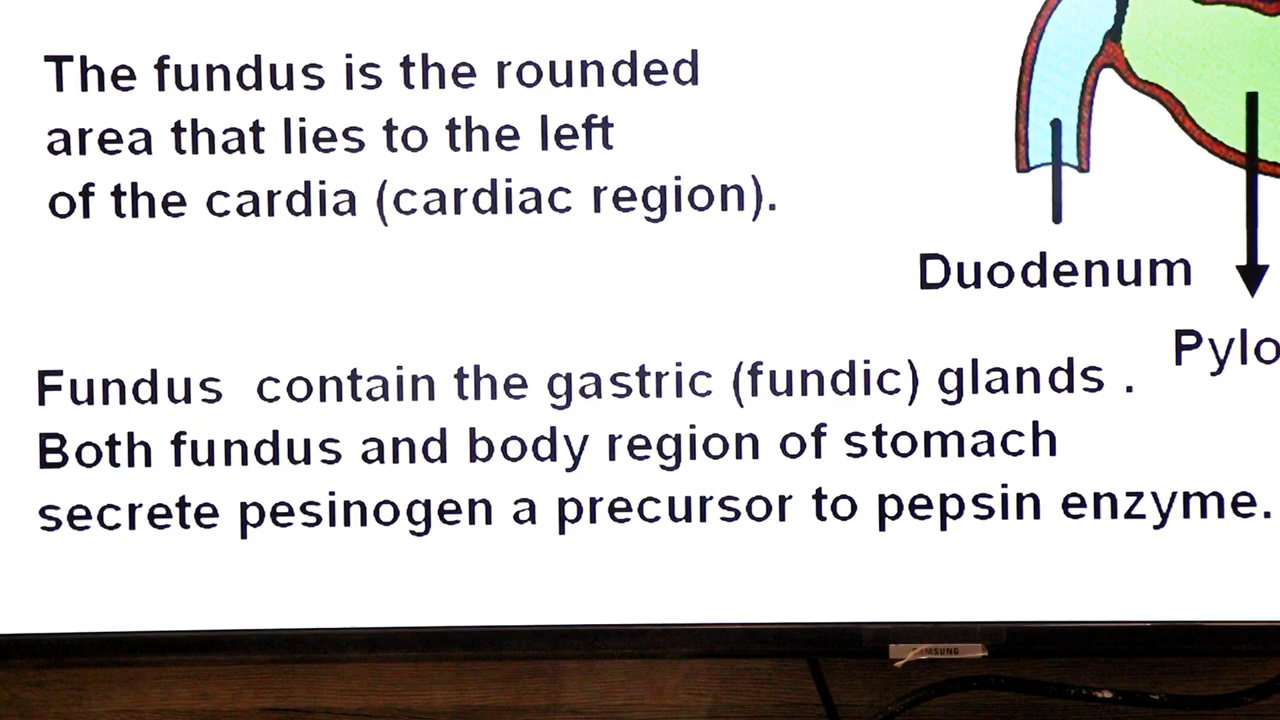 The fundus is the rounded
area that lies to the left
of the cardia (cardiac region).
Duodenum
Pylo
Fundus contain the gastric (fundic) glands .
Both fundus and body region of stomach
secrete pesinogen a precursor to pepsin enzyme.
SAMSUNG